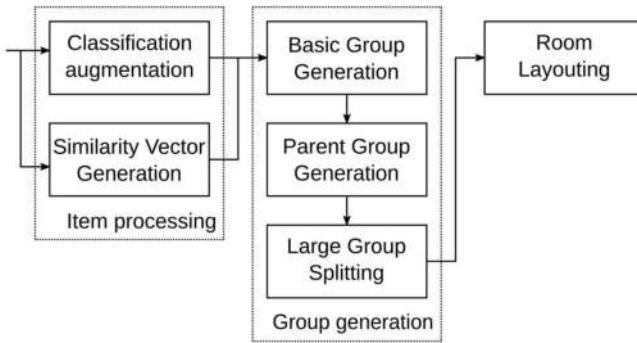 Classification
augmentation
Similarity Vector
Generation
Item processing
Basic Group
Generation
Parent Group
Generation
Large Group
Splitting
Group generation
Room
Layouting